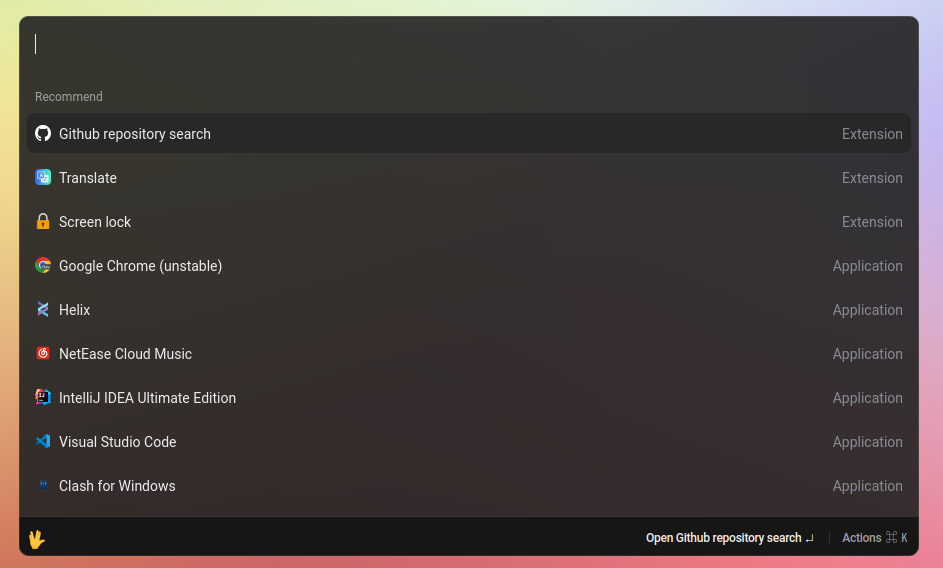 Recommend
Github repository search Extension
Translate Extension
Screen lock Extension
Google Chrome (unstable) Application
Helix Application
NetEase Cloud Music Application
IntelliJ IDEA Ultimate Edition Application
Visual Studio Code Application
Clash for Windows Application
Open Github repository search ↵ Actions ⌘ K